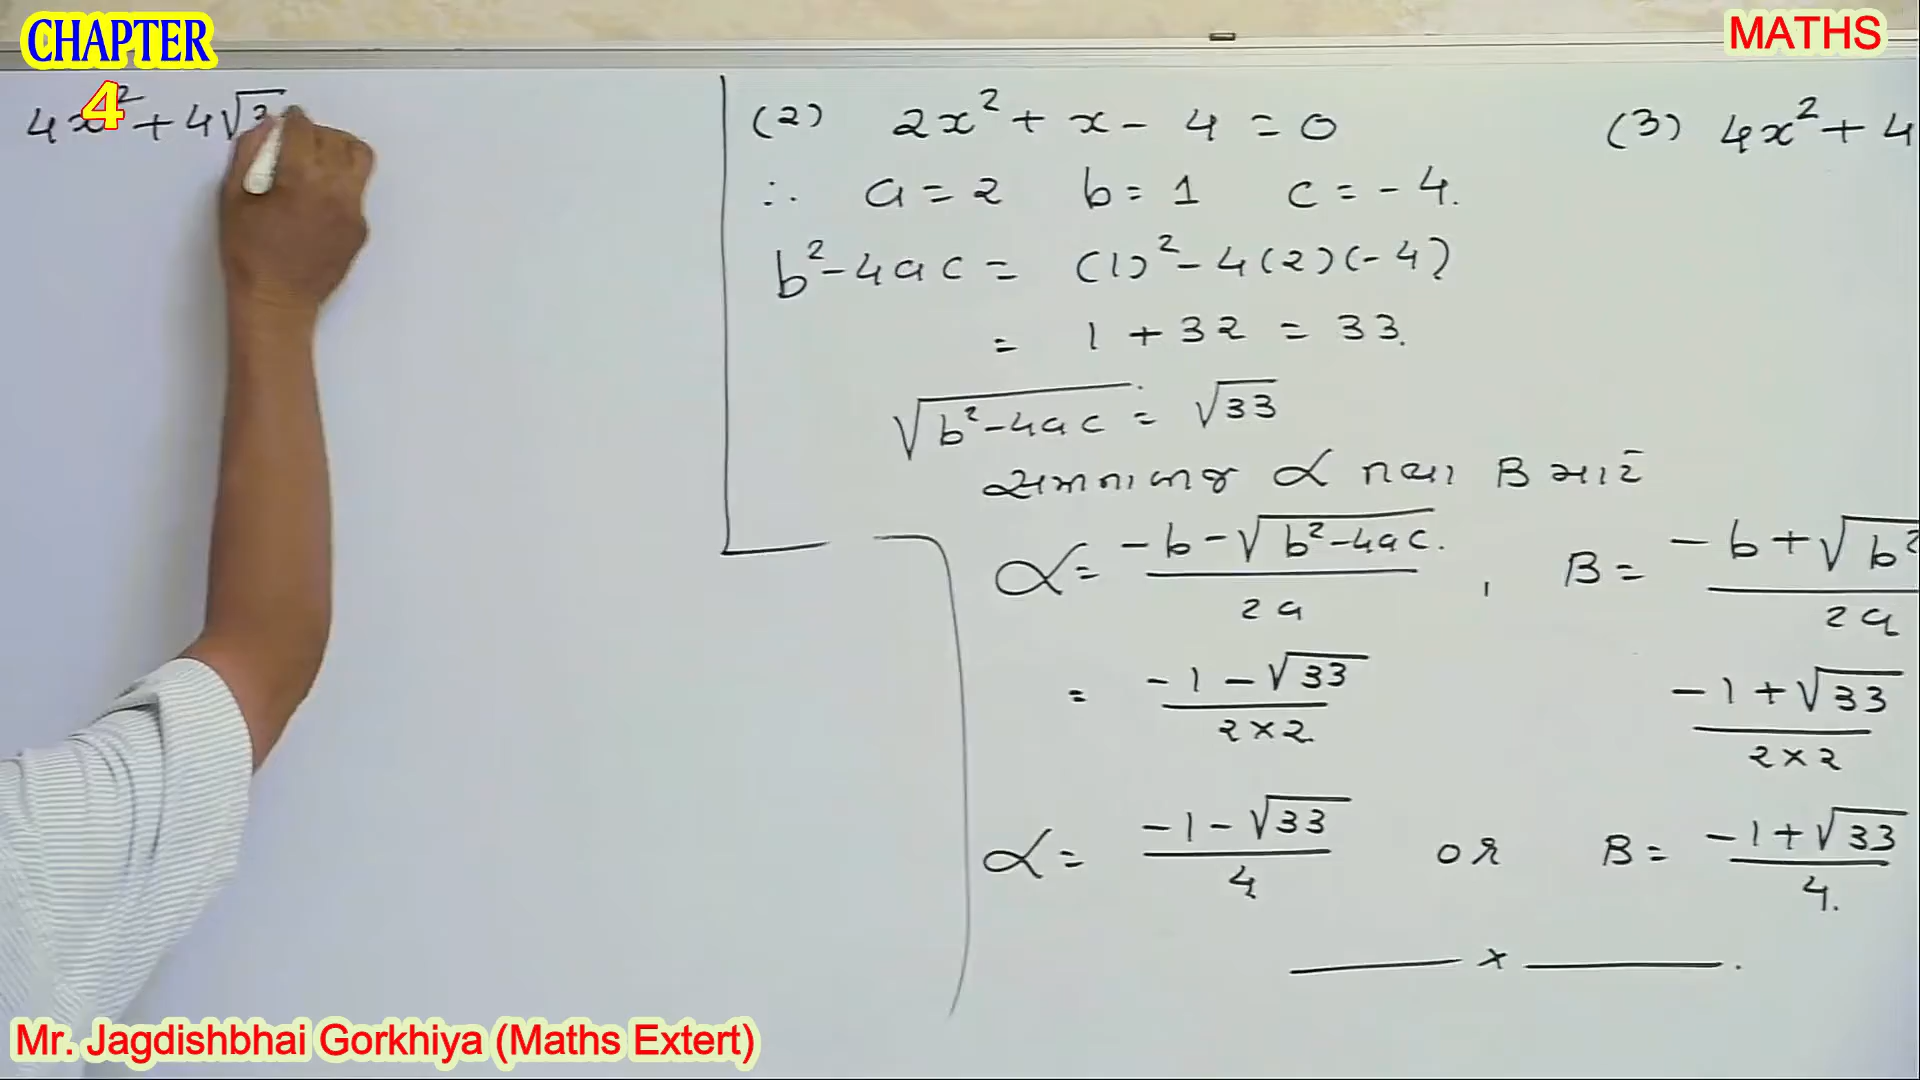 CHAPTER
4
MATHS
4x² + 4√3
(2) 2x² + x - 4 = 0
∴ a = 2 b = 1 c = -4.
b² - 4ac = (1)² - 4(2)(-4)
= 1 + 32 = 33.
√b²-4ac = √33
α તથા β માટે
α = -b - √b²-4ac. / 2a , β = -b + √b² / 2a
= -1 - √33 / 2×2 -1 + √33 / 2×2
α = -1 - √33 / 4 or β = -1 + √33 / 4.
x
(3) 4x² + 4
Mr. Jagdishbhai Gorkhiya (Maths Extert)